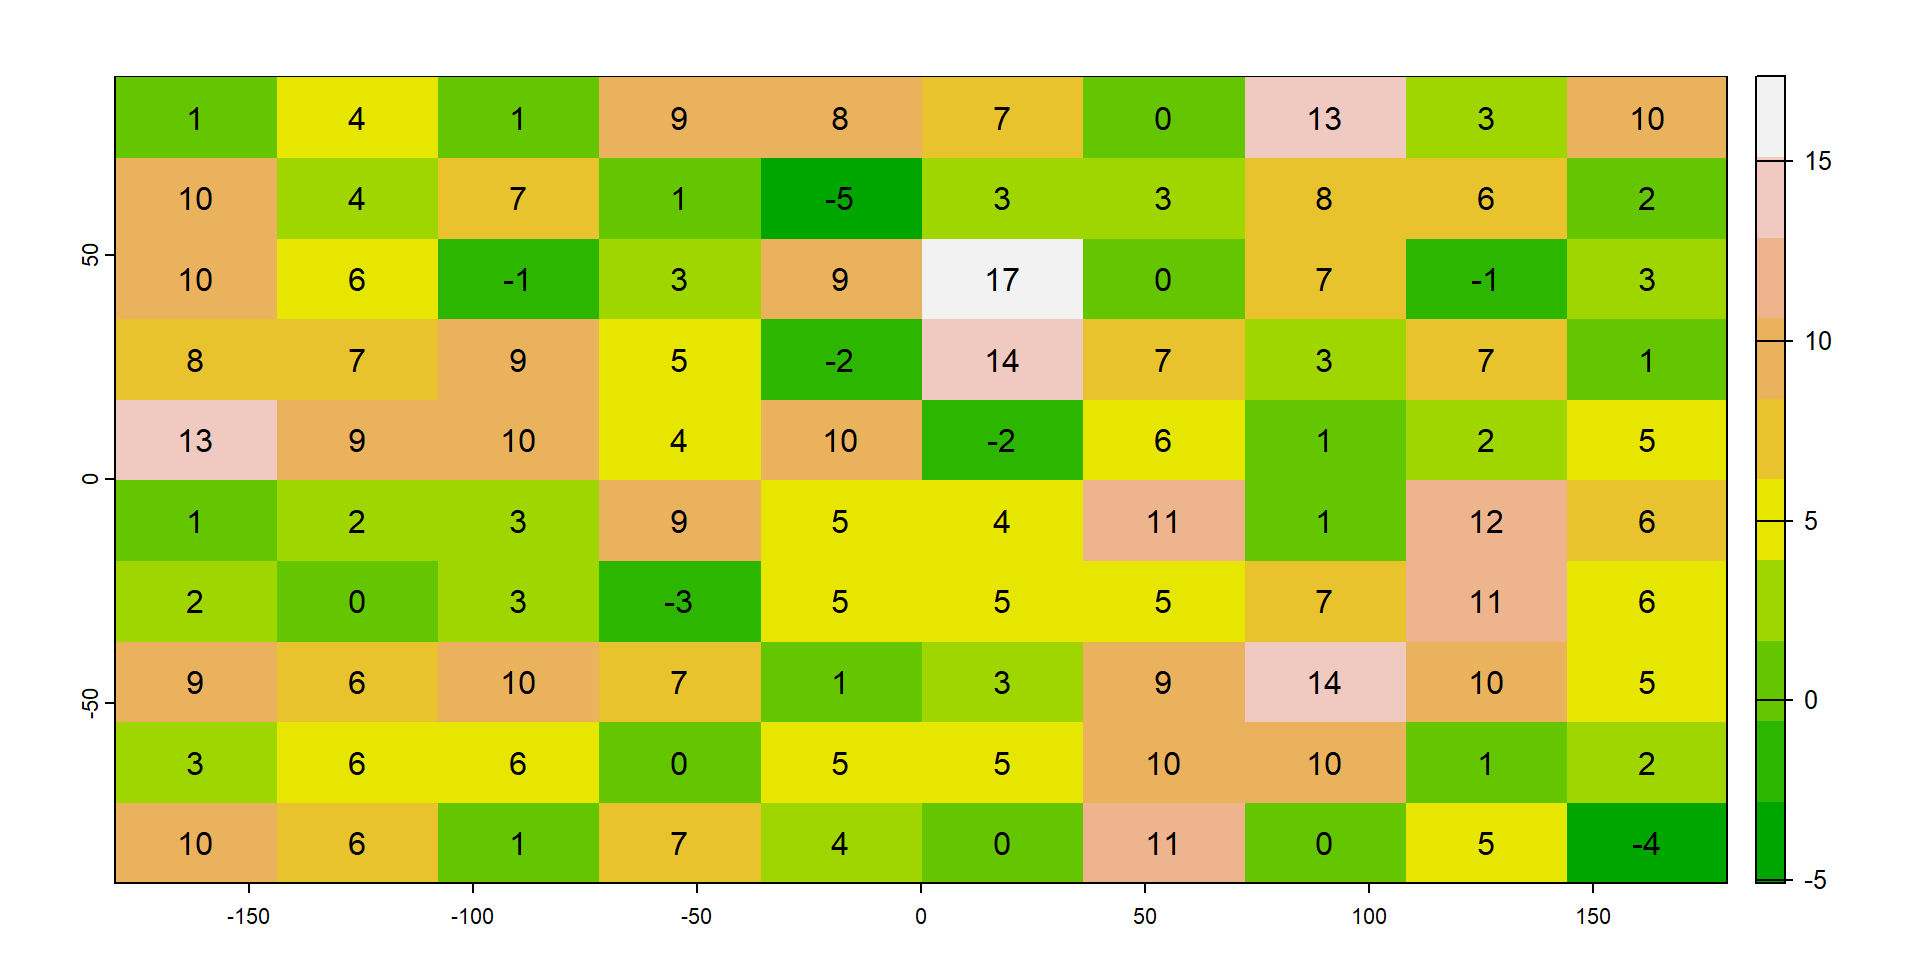 1 4 1 9 8 7 0 13 3 10
15
10 4 7 1 -5 3 3 8 6 2
50
10 6 -1 3 9 17 0 7 -1 3
10
8 7 9 5 -2 14 7 3 7 1
13 9 10 4 10 -2 6 1 2 5
0
1 2 3 9 5 4 11 1 12 6
5
2 0 3 -3 5 5 5 7 11 6
9 6 10 7 1 3 9 14 10 5
-50
0
3 6 6 0 5 5 10 10 1 2
10 6 1 7 4 0 11 0 5 -4
-5
-150 -100 -50 0 50 100 150